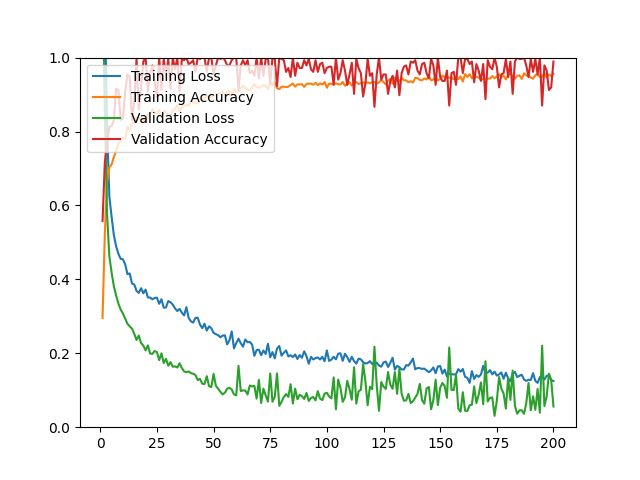 1.0
0.8
0.6
0.4
0.2
0.0
Training Loss
Training Accuracy
Validation Loss
Validation Accuracy
0 25 50 75 100 125 150 175 200